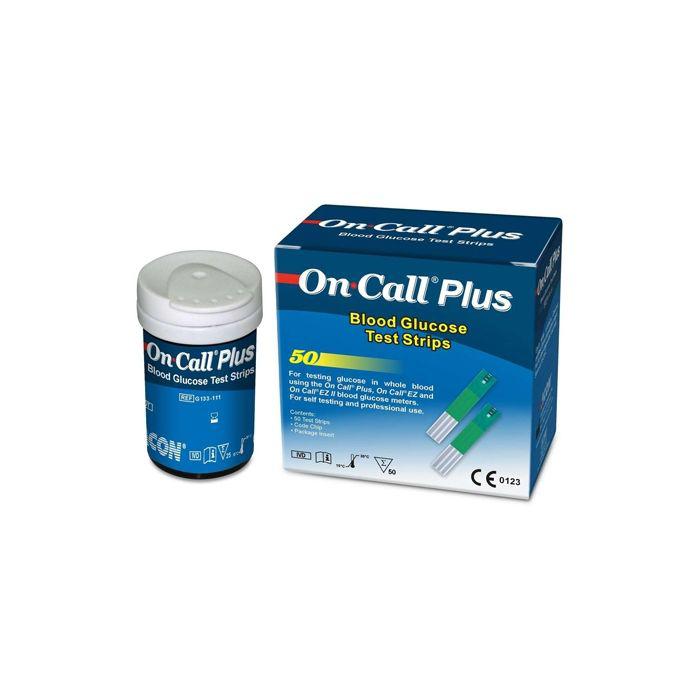 On·Call® Plus
Blood Glucose Test Strips
On·Call® Plus
Blood Glucose
Test Strips
50
For testing glucose in whole blood
using the On Call® Plus, On Call® EZ and
On Call® EZ II blood glucose meters.
For self testing and professional use.
Contents:
• 50 Test Strips
• Code Chip
• Package Insert
IVD
10°C
30°C
Σ
50
CE 0123
On·Call® Plus
Blood Glucose Test Strips
REF G133-111
CON®
IVD
Σ
25